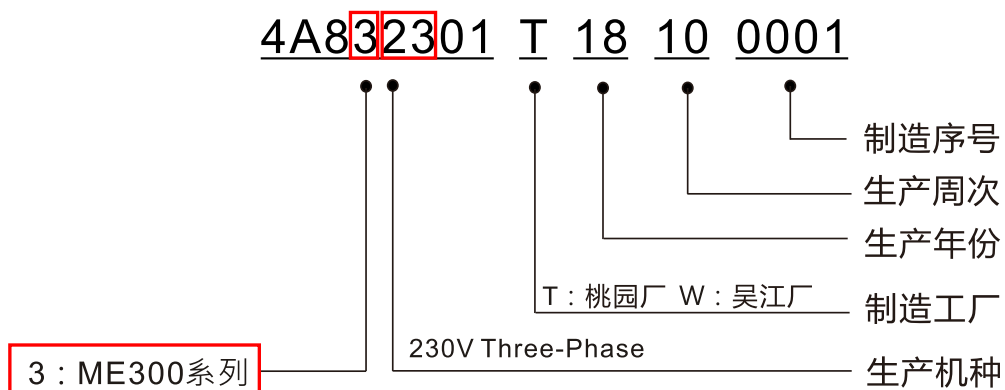 4A832301 T 18 10 0001
制造序号
生产周次
生产年份
T：桃园厂 W：吴江厂
制造工厂
230V Three-Phase
生产机种
3：ME300系列